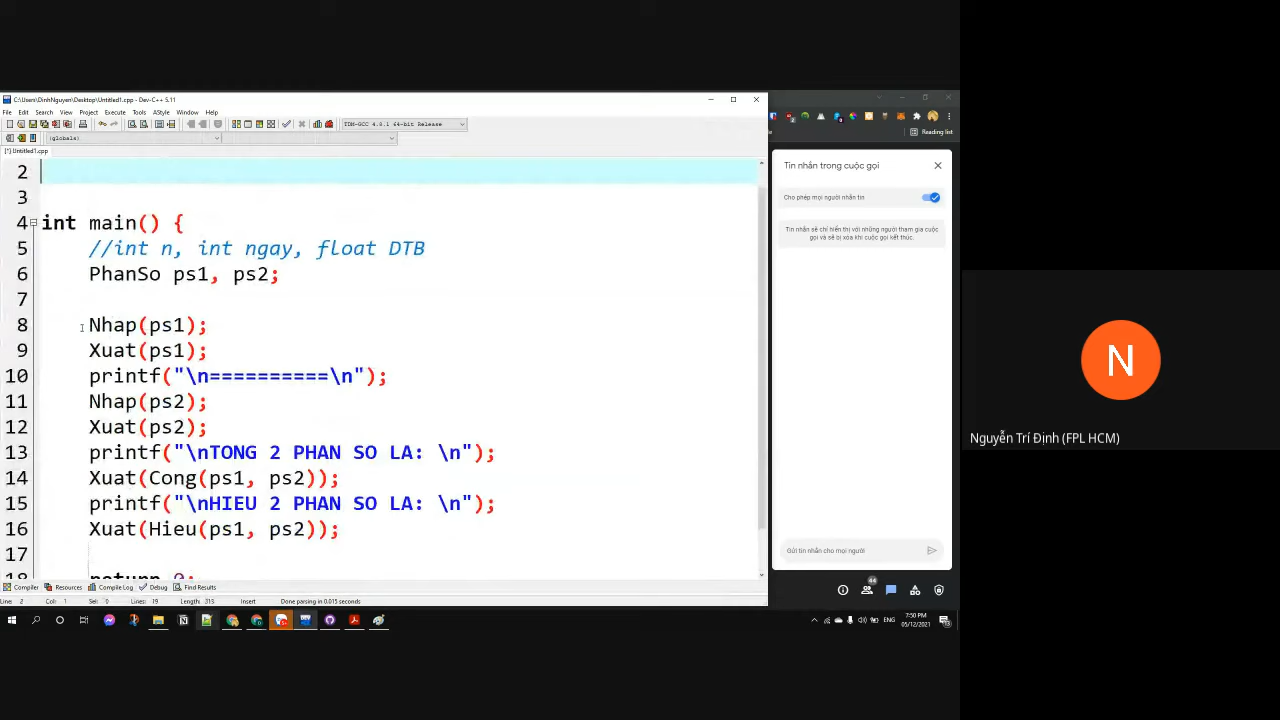 C:\Users\DinhNguyen\Desktop\Untitled1.cpp - Dev-C++ 5.11
File Edit Search View Project Execute Tools AStyle Window Help
TDM-GCC 4.9.2 64-bit Release
(globals)
[*] Untitled1.cpp
2
3
4 int main() {
5 //int n, int ngay, float DTB
6 PhanSo ps1, ps2;
7
8 Nhap(ps1);
9 Xuat(ps1);
10 printf("\n==========\n");
11 Nhap(ps2);
12 Xuat(ps2);
13 printf("\nTONG 2 PHAN SO LA: \n");
14 Xuat(Cong(ps1, ps2));
15 printf("\nHIEU 2 PHAN SO LA: \n");
16 Xuat(Hieu(ps1, ps2));
17
18 return 0;
Compiler Resources Compile Log Debug Find Results
Line: 2 Col: 1 Sel: 0 Lines: 19 Length: 313 Insert Done parsing in 0.015 seconds
Reading list
Tin nhắn trong cuộc gọi
Cho phép mọi người nhắn tin
Tin nhắn sẽ chỉ hiển thị với những người tham gia cuộc
gọi và sẽ bị xóa khi cuộc gọi kết thúc.
Gửi tin nhắn cho mọi người
44
ENG
7:50 PM
05/12/2021
N
Nguyễn Trí Định (FPL HCM)